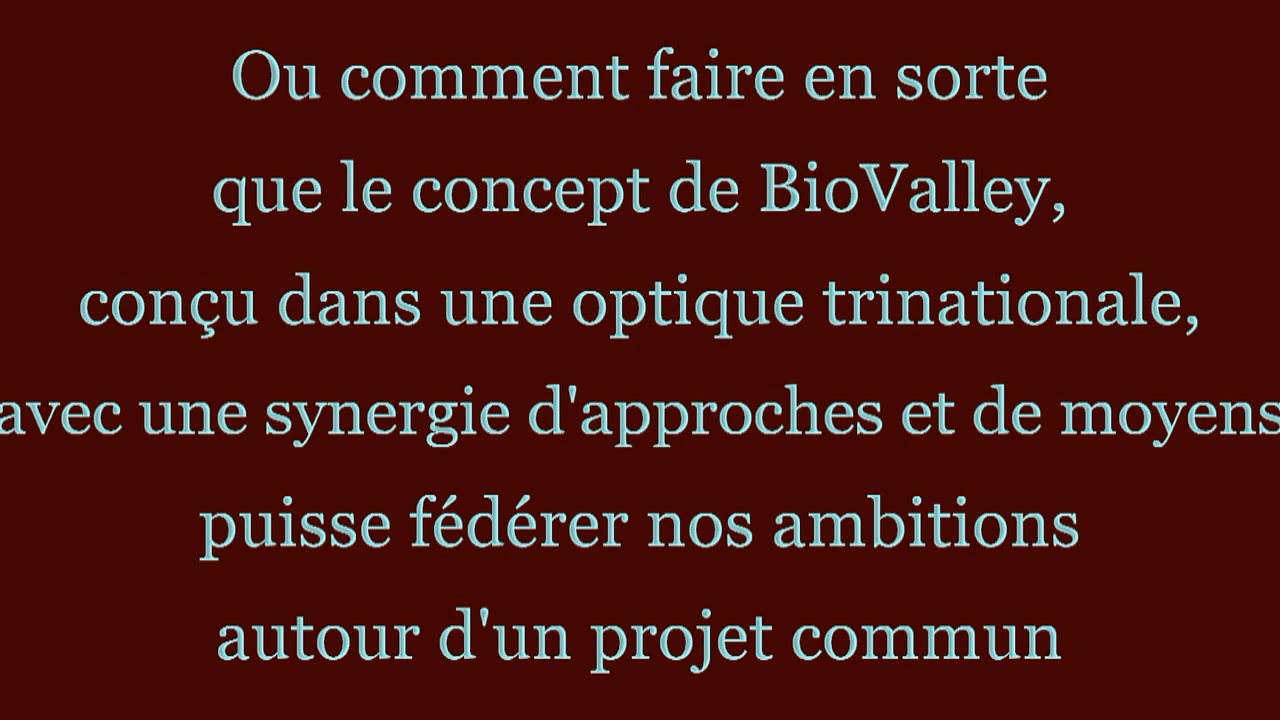 Ou comment faire en sorte
que le concept de BioValley,
conçu dans une optique trinationale,
avec une synergie d'approches et de moyens
puisse fédérer nos ambitions
autour d'un projet commun